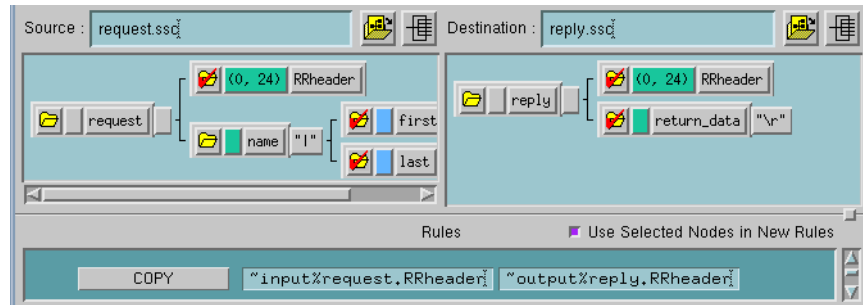 Source : request.ssc Destination : reply.ssc
(0, 24) RRheader (0, 24) RRheader
request reply
name "|" first return_data "\r"
last
Rules Use Selected Nodes in New Rules
COPY ~input%request.RRheader ~output%reply.RRheader